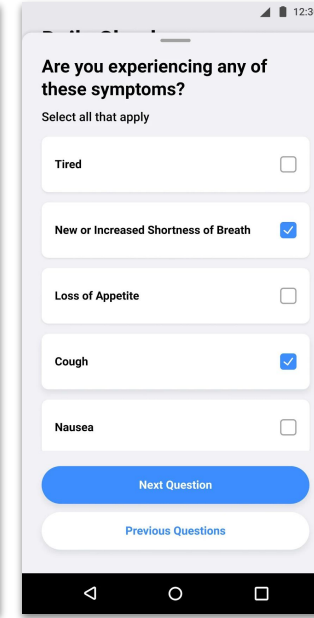 12:3
Are you experiencing any of
these symptoms?
Select all that apply
Tired
New or Increased Shortness of Breath
Loss of Appetite
Cough
Nausea
Next Question
Previous Questions